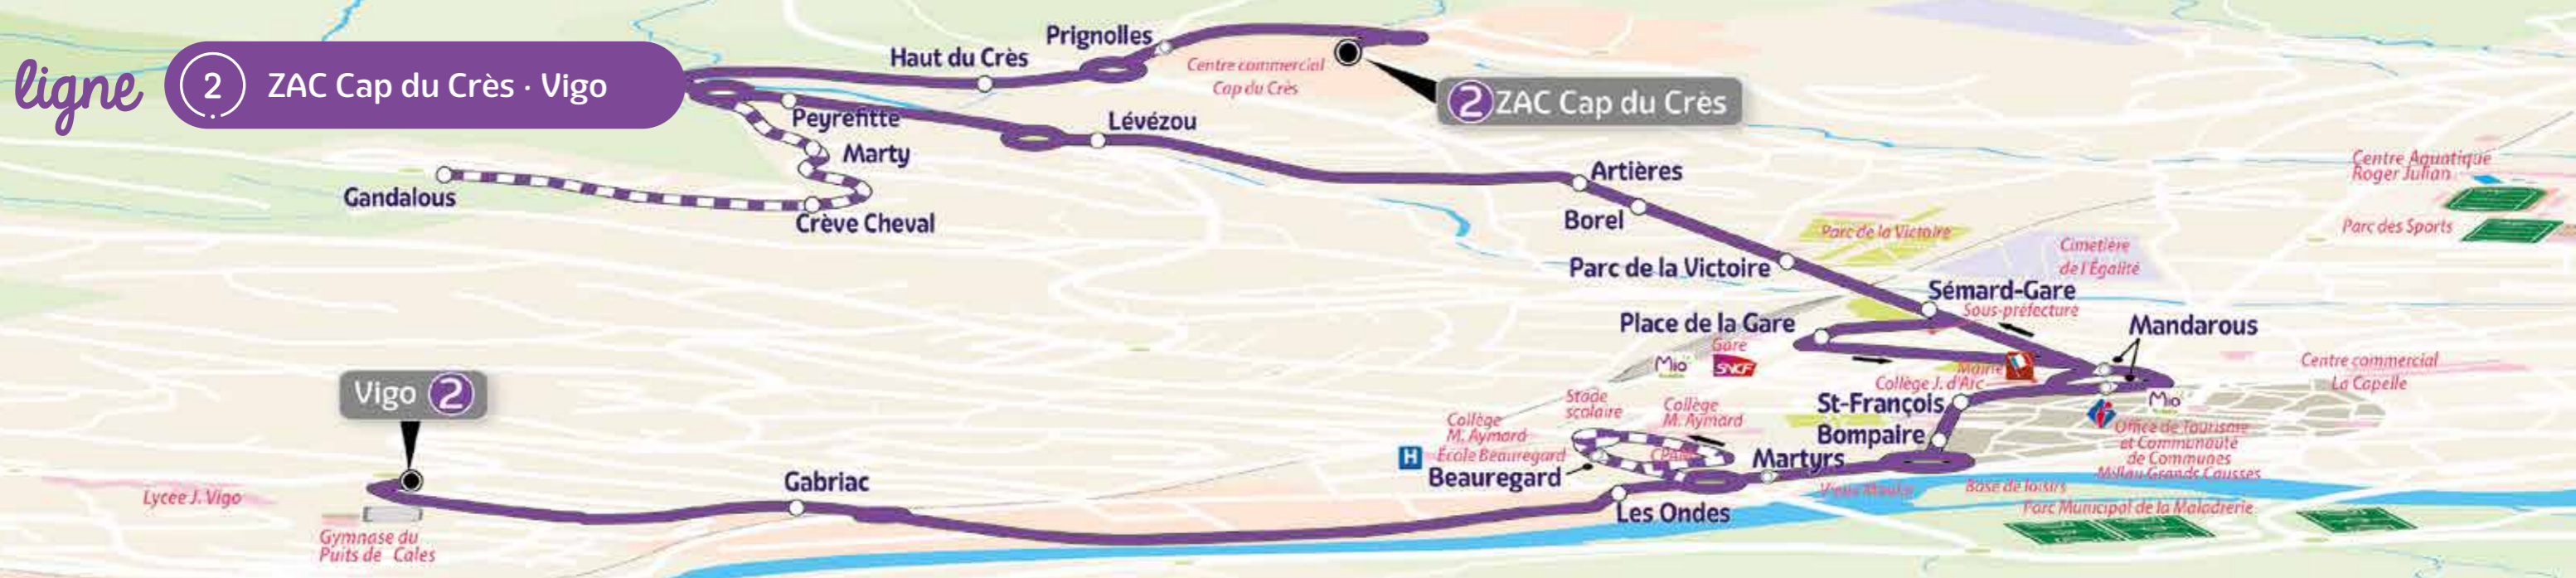 ligne 2 ZAC Cap du Crès · Vigo
Prignolles
Haut du Crès
Centre commercial
Cap du Crès
2 ZAC Cap du Crès
Peyrefitte
Lévézou
Marty
Gandalous
Crève Cheval
Artières
Borel
Centre Aquatique
Roger Julian
Parc des Sports
Parc de la Victoire
Cimetière
de l'Égalité
Parc de la Victoire
Sémard-Gare
Sous-préfecture
Place de la Gare
Gare
Mio
SNCF
Mandarous
Mairie
Collège J. d'Arc
Centre commercial
La Capelle
Vigo 2
Stade
scolaire
Collège
M. Aymard
St-François
Mio
Collège
M. Aymard
École Beauregard
H
Beauregard
CPAM
Bompaire
Office de Tourisme
et Communauté
de Communes
Millau Grands Causses
Martyrs
Gabriac
Lycée J. Vigo
Les Ondes
Vieux Moulin
Base de loisirs
Parc Municipal de la Maladrerie
Gymnase du
Puits de Cales